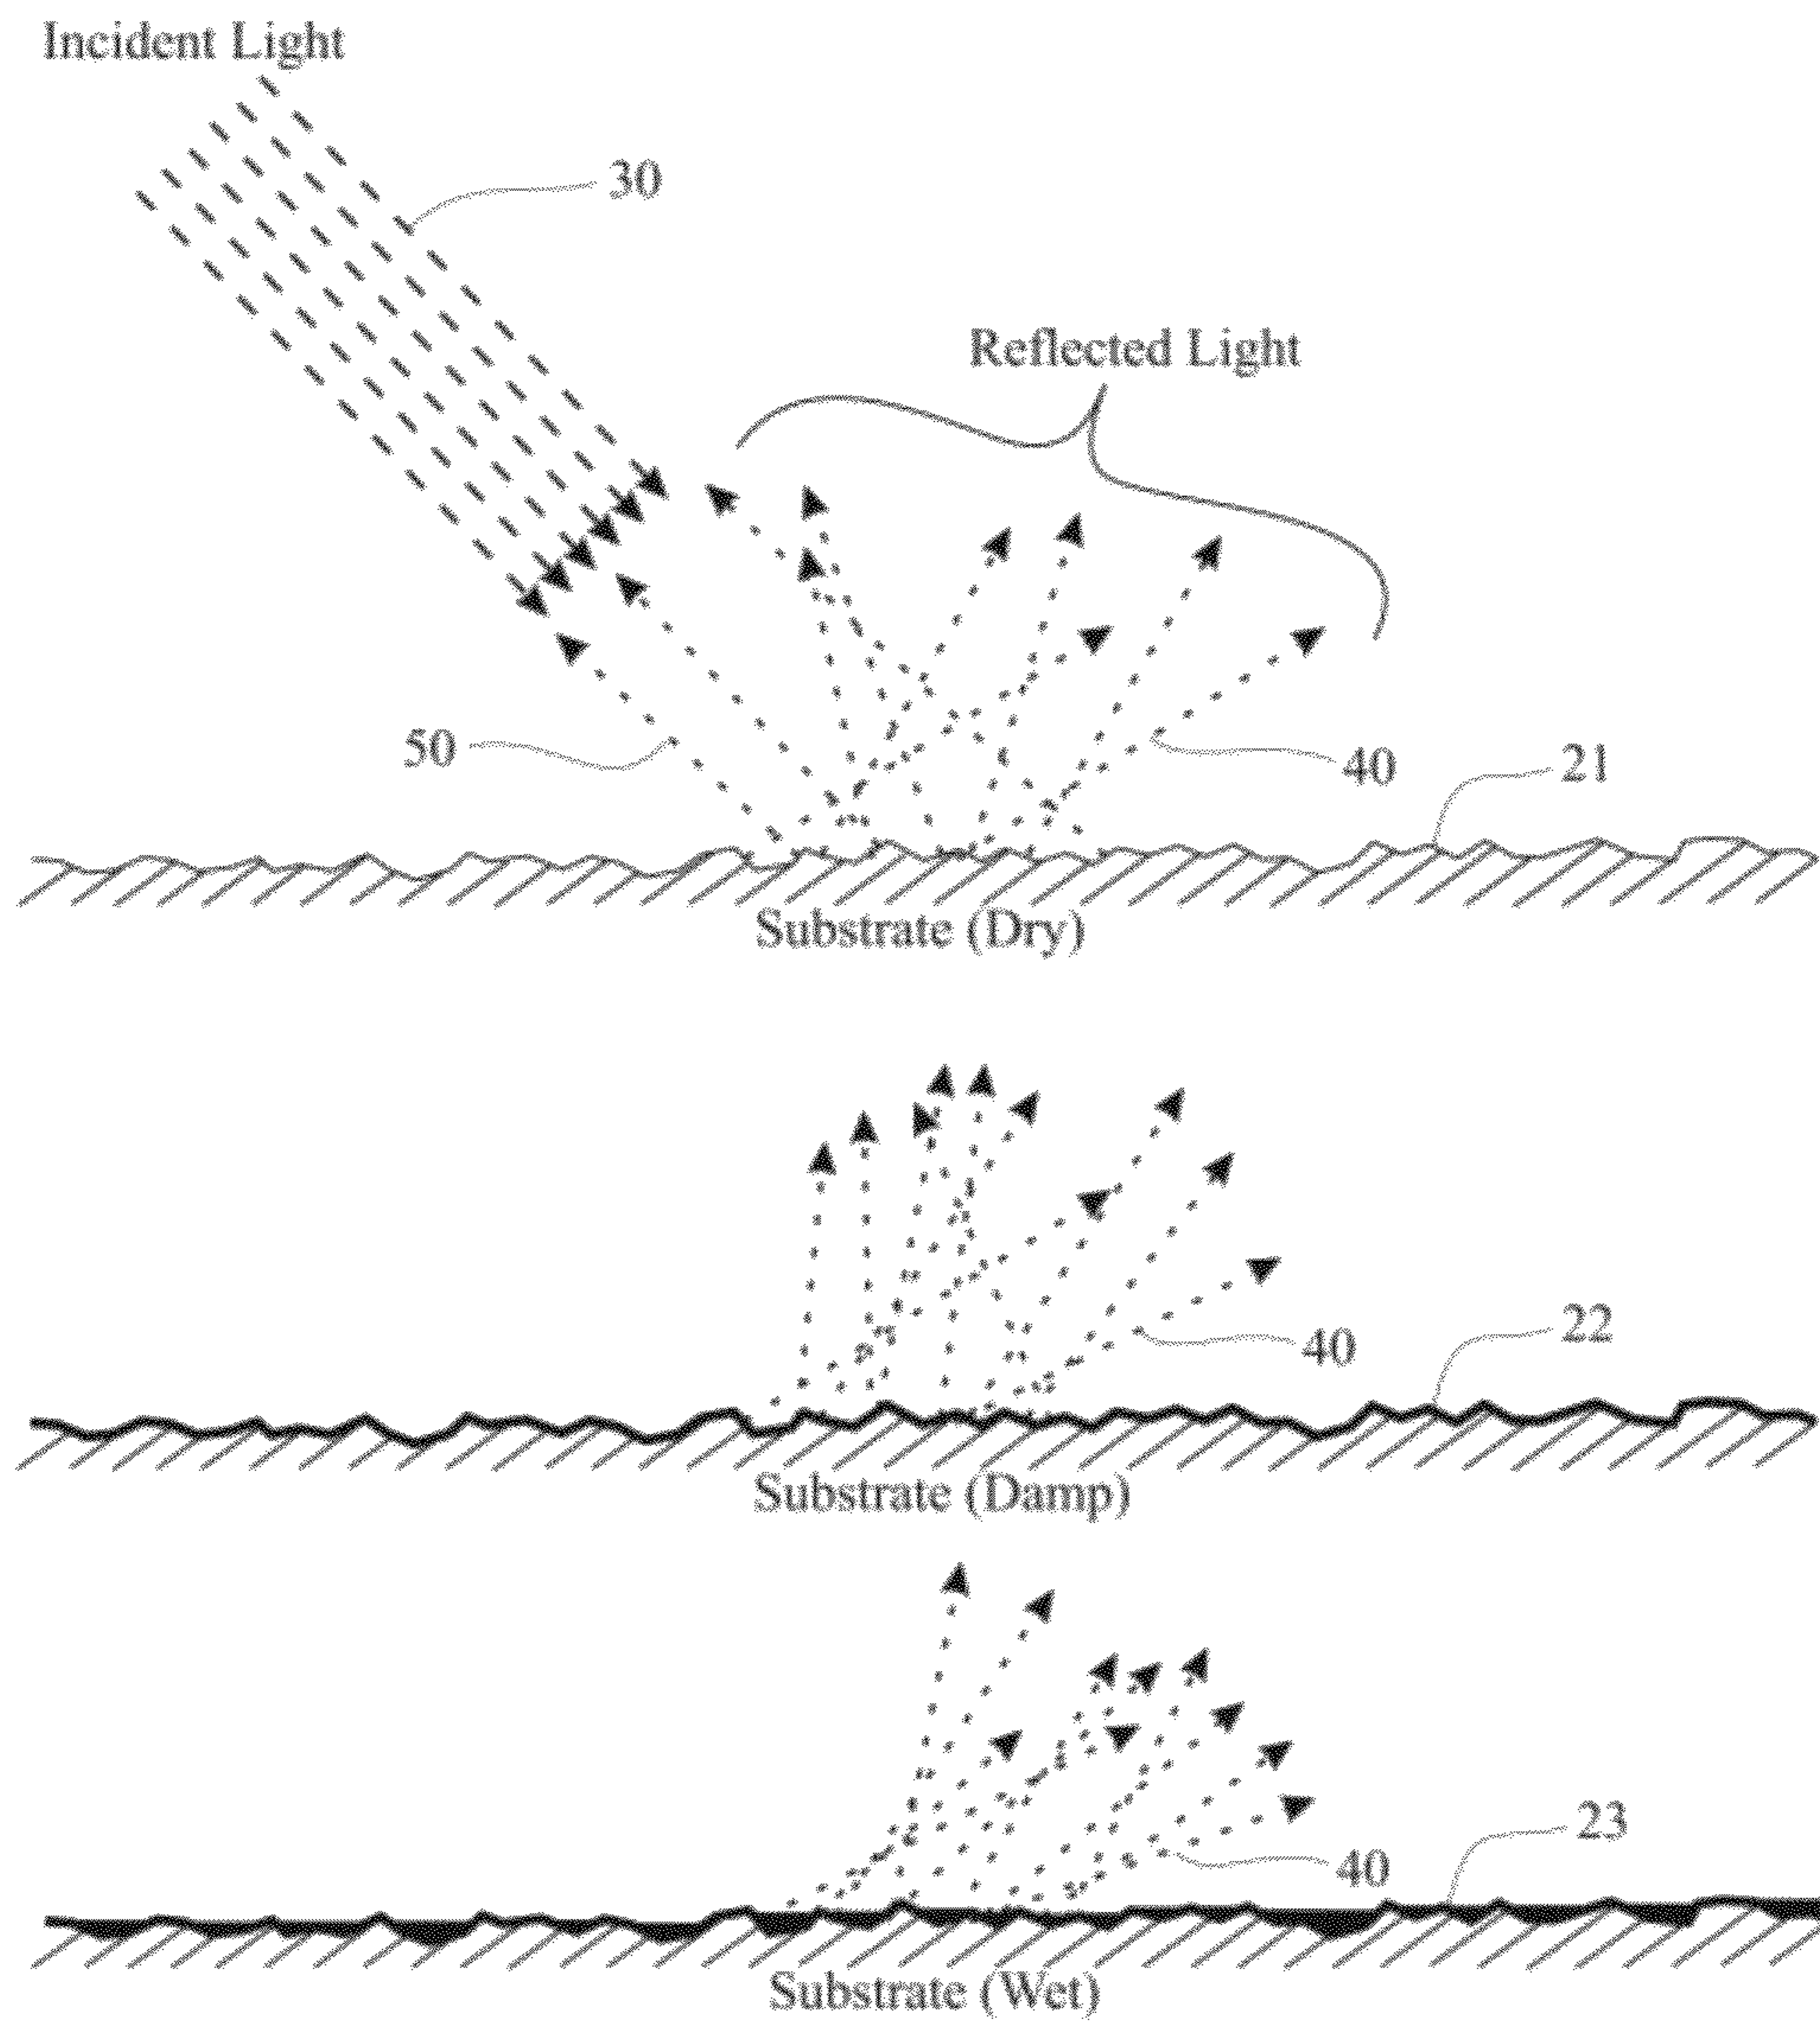 Incident Light
30
Reflected Light
50
40
21
Substrate (Dry)
22
40
Substrate (Damp)
23
40
Substrate (Wet)